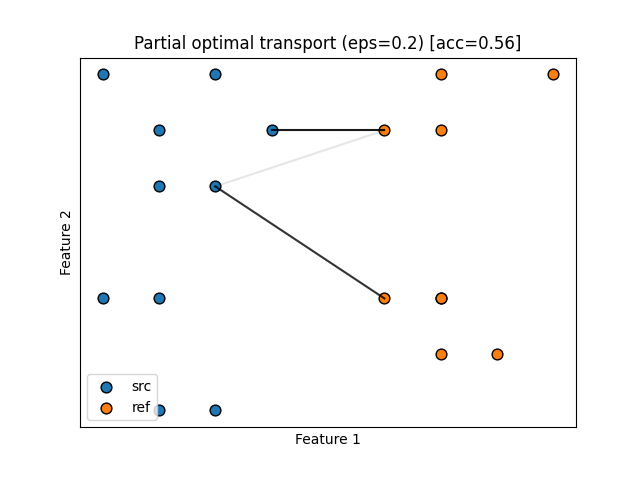 Partial optimal transport (eps=0.2) [acc=0.56]
Feature 2
src
ref
Feature 1